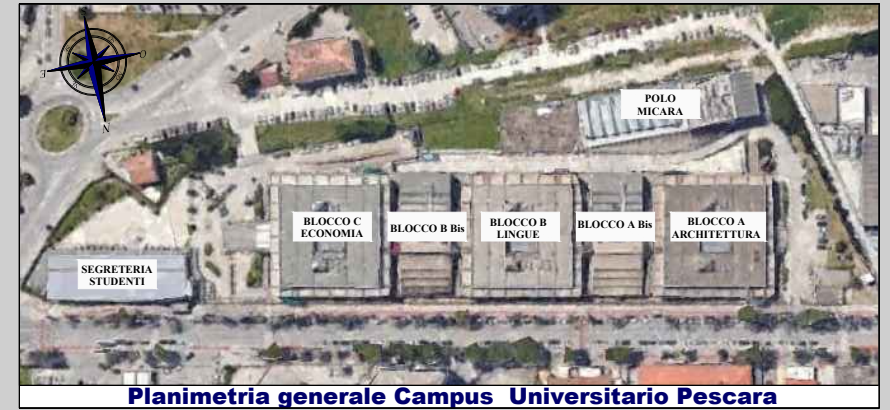 O
E
N
POLO
MICARA
BLOCCO C
ECONOMIA
BLOCCO B Bis
BLOCCO B
LINGUE
BLOCCO A Bis
BLOCCO A
ARCHITETTURA
SEGRETERIA
STUDENTI
Planimetria generale Campus Universitario Pescara